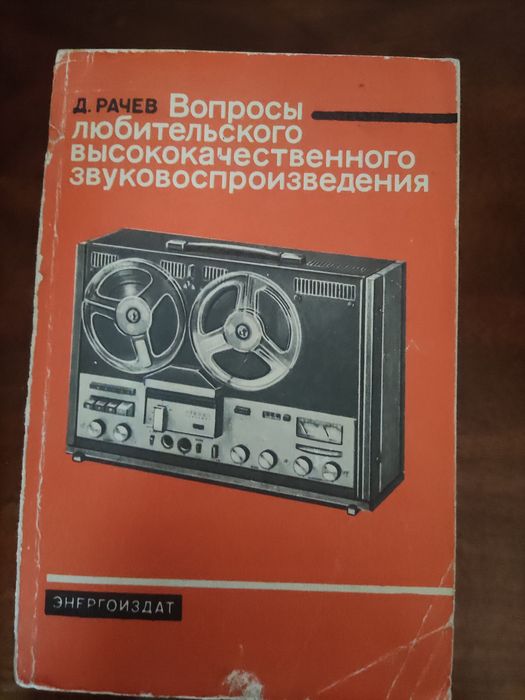 Д. РАЧЕВ Вопросы
любительского
высококачественного
звуковоспроизведения
ЭНЕРГОИЗДАТ